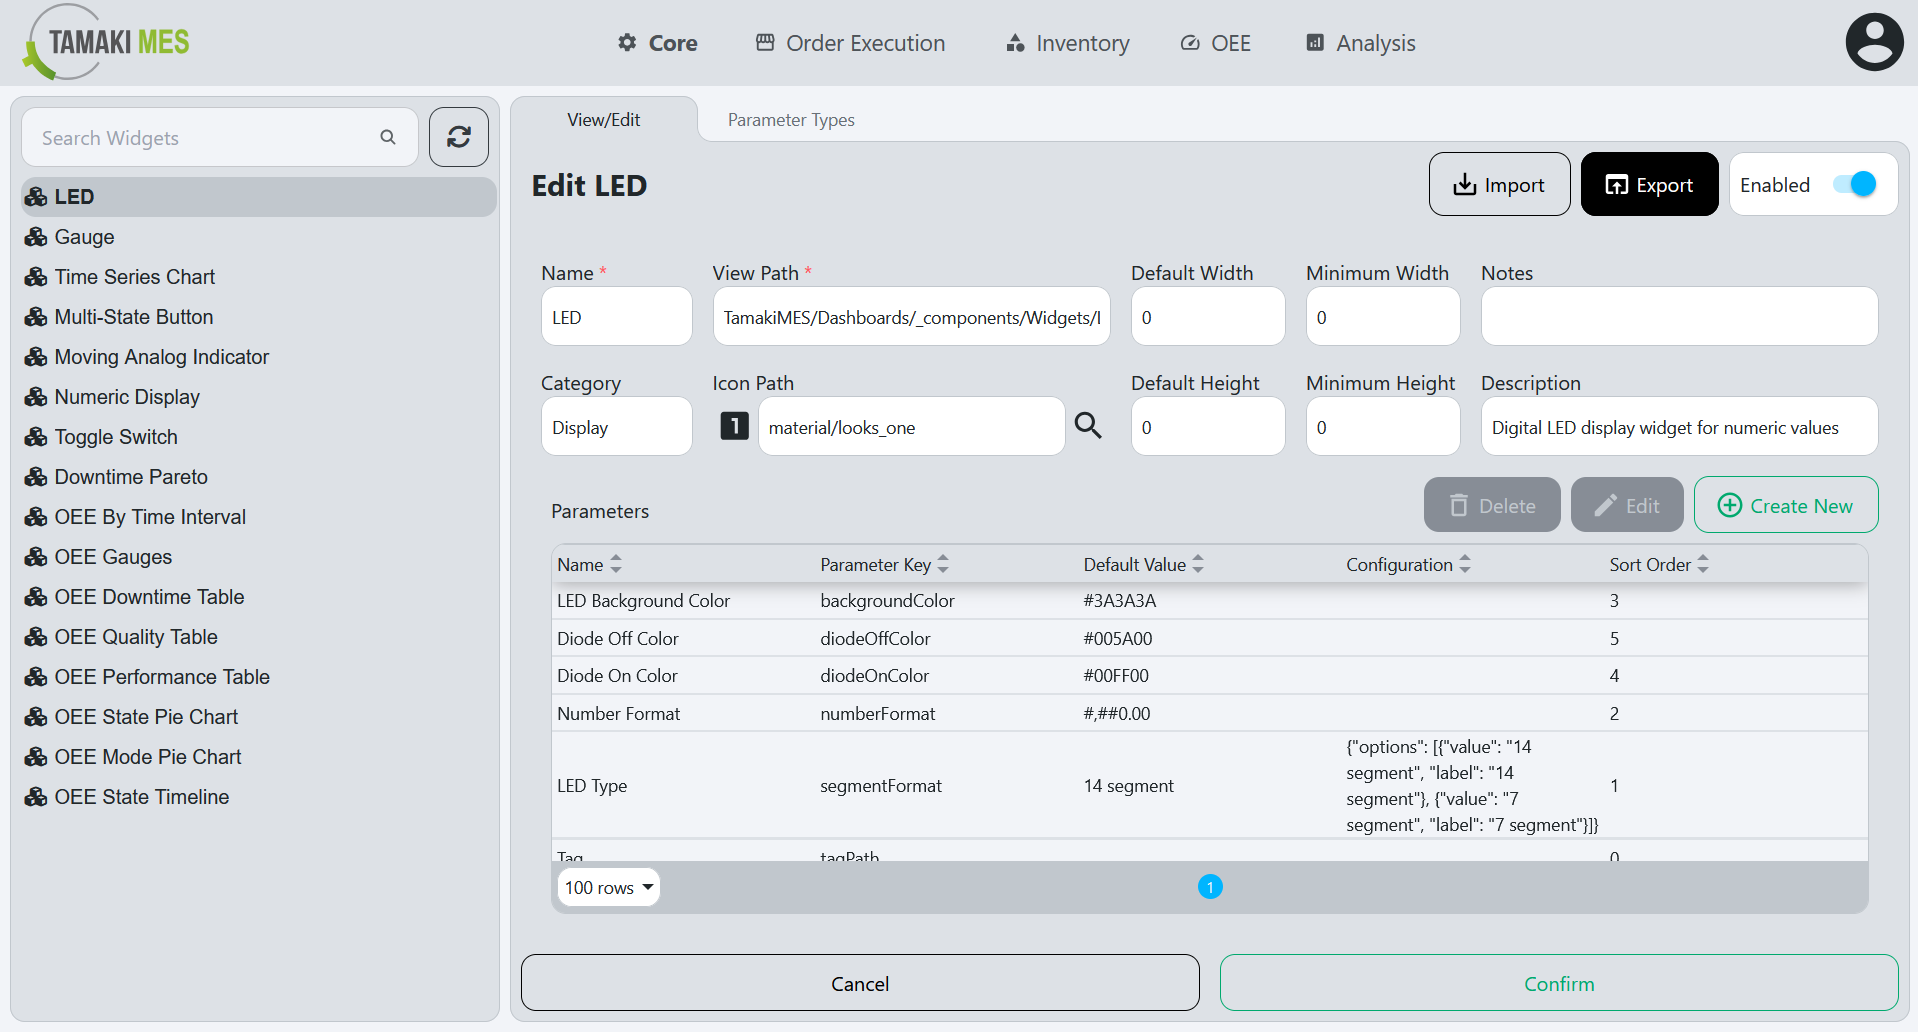 TAMAKI MES
Core
Order Execution
Inventory
OEE
Analysis
Search Widgets
LED
Gauge
Time Series Chart
Multi-State Button
Moving Analog Indicator
Numeric Display
Toggle Switch
Downtime Pareto
OEE By Time Interval
OEE Gauges
OEE Downtime Table
OEE Quality Table
OEE Performance Table
OEE State Pie Chart
OEE Mode Pie Chart
OEE State Timeline
View/Edit
Parameter Types
Edit LED
Import
Export
Enabled
Name *
View Path *
Default Width
Minimum Width
Notes
LED
TamakiMES/Dashboards/_components/Widgets/
0
0
Category
Icon Path
Default Height
Minimum Height
Description
Display
1
material/looks_one
0
0
Digital LED display widget for numeric values
Parameters
Delete
Edit
Create New
Name Parameter Key Default Value Configuration Sort Order
LED Background Color backgroundColor #3A3A3A 3
Diode Off Color diodeOffColor #005A00 5
Diode On Color diodeOnColor #00FF00 4
Number Format numberFormat #,##0.00 2
LED Type segmentFormat 14 segment
{"options": [{"value": "14
segment", "label": "14
segment"}, {"value": "7
segment", "label": "7 segment"}]}
1
Tag tagPath 0
100 rows
1
Cancel
Confirm